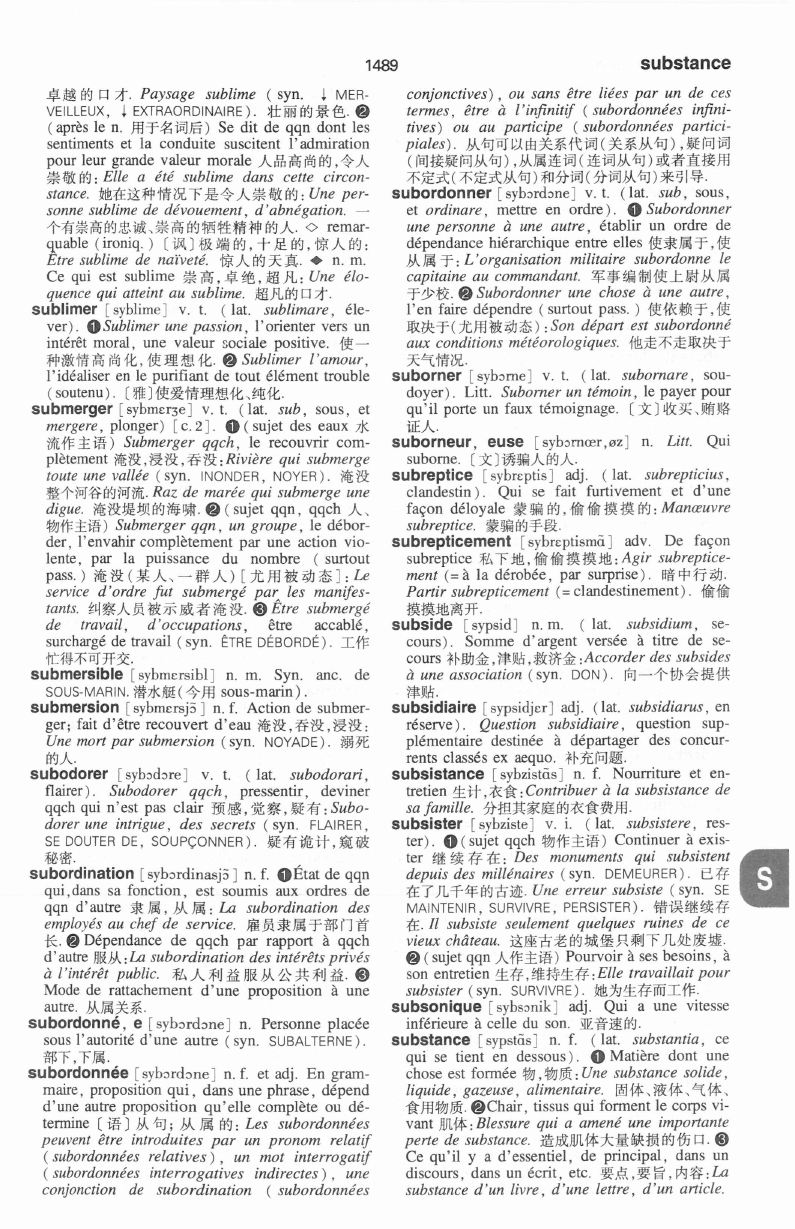 1489
substance
卓越的口才. Paysage sublime ( syn. ↓ MER-
VEILLEUX, ↓ EXTRAORDINAIRE ) . 壮丽的景色. ❷
( après le n. 用于名词后) Se dit de qqn dont les
sentiments et la conduite suscitent l'admiration
pour leur grande valeur morale 人品高尚的,令人
崇敬的: Elle a été sublime dans cette circon-
stance. 她在这种情况下是令人崇敬的: Une per-
sonne sublime de dévouement, d'abnégation. 一
个有崇高的忠诚、崇高的牺牲精神的人. ◇ remar-
quable ( ironiq. ) 〔讽〕极端的,十足的,惊人的:
Être sublime de naïveté. 惊人的天真. ◆ n. m.
Ce qui est sublime 崇高,卓绝,超凡: Une élo-
quence qui atteint au sublime. 超凡的口才.
sublimer [syblime] v. t. ( lat. sublimare, éle-
ver) . ❶Sublimer une passion, l'orienter vers un
intérêt moral, une valeur sociale positive. 使一
种激情高尚化,使理想化. ❷ Sublimer l'amour,
l'idéaliser en le purifiant de tout élément trouble
( soutenu) . 〔雅〕使爱情理想化、纯化.
submerger [sybmɛrʒe] v. t. ( lat. sub, sous, et
mergere, plonger) [c. 2] . ❶( sujet des eaux 水
流作主语) Submerger qqch, le recouvrir com-
plètement 淹没,浸没,吞没: Rivière qui submerge
toute une vallée ( syn. INONDER, NOYER) . 淹没
整个河谷的河流. Raz de marée qui submerge une
digue. 淹没堤坝的海啸. ❷( sujet qqn, qqch 人、
物作主语) Submerger qqn, un groupe, le débor-
der, l'envahir complètement par une action vio-
lente, par la puissance du nombre ( surtout
pass. ) 淹没(某人、一群人) [尤用被动态] : Le
service d'ordre fut submergé par les manifes-
tants. 纠察人员被示威者淹没. ❸ Être submergé
de travail, d'occupations, être accablé,
surchargé de travail ( syn. ÊTRE DÉBORDÉ) . 工作
忙得不可开交.
submersible [sybmɛrsibl] n. m. Syn. anc. de
SOUS-MARIN. 潜水艇(今用 sous-marin) .
submersion [sybmɛrsjɔ̃] n. f. Action de submer-
ger; fait d'être recouvert d'eau 淹没,吞没,浸没:
Une mort par submersion ( syn. NOYADE) . 溺死
的人.
subodorer [sybɔdɔre] v. t. ( lat. subodorari,
flairer) . Subodorer qqch, pressentir, deviner
qqch qui n'est pas clair 预感,觉察,疑有: Subo-
dorer une intrigue, des secrets ( syn. FLAIRER,
SE DOUTER DE, SOUPÇONNER) . 疑有诡计,窥破
秘密.
subordination [sybɔrdinasjɔ̃] n. f. ❶État de qqn
qui,dans sa fonction, est soumis aux ordres de
qqn d'autre 隶属,从属: La subordination des
employés au chef de service. 雇员隶属于部门首
长. ❷ Dépendance de qqch par rapport à qqch
d'autre 服从: La subordination des intérêts privés
à l'intérêt public. 私人利益服从公共利益. ❸
Mode de rattachement d'une proposition à une
autre. 从属关系.
subordonné, e [sybɔrdɔne] n. Personne placée
sous l'autorité d'une autre ( syn. SUBALTERNE) .
部下,下属.
subordonnée [sybɔrdɔne] n. f. et adj. En gram-
maire, proposition qui, dans une phrase, dépend
d'une autre proposition qu'elle complète ou dé-
termine 〔语〕从句; 从属的: Les subordonnées
peuvent être introduites par un pronom relatif
( subordonnées relatives) , un mot interrogatif
( subordonnées interrogatives indirectes) , une
conjonction de subordination ( subordonnées
conjonctives) , ou sans être liées par un de ces
termes, être à l'infinitif ( subordonnées infini-
tives) ou au participe ( subordonnées partici-
piales) . 从句可以由关系代词(关系从句) ,疑问词
(间接疑问从句) ,从属连词(连词从句)或者直接用
不定式(不定式从句)和分词(分词从句)来引导.
subordonner [sybɔrdɔne] v. t. ( lat. sub, sous,
et ordinare, mettre en ordre) . ❶ Subordonner
une personne à une autre, établir un ordre de
dépendance hiérarchique entre elles 使隶属于,使
从属于: L'organisation militaire subordonne le
capitaine au commandant. 军事编制使上尉从属
于少校. ❷ Subordonner une chose à une autre,
l'en faire dépendre ( surtout pass. ) 使依赖于,使
取决于(尤用被动态) : Son départ est subordonné
aux conditions météorologiques. 他走不走取决于
天气情况.
suborner [sybɔrne] v. t. ( lat. subornare, sou-
doyer) . Litt. Suborner un témoin, le payer pour
qu'il porte un faux témoignage. 〔文〕收买、贿赂
证人.
suborneur, euse [sybɔrnœr,øz] n. Litt. Qui
suborne. 〔文〕诱骗人的人.
subreptice [sybrɛptis] adj. ( lat. subrepticius,
clandestin) . Qui se fait furtivement et d'une
façon déloyale 蒙骗的,偷偷摸摸的: Manœuvre
subreptice. 蒙骗的手段.
subrepticement [sybrɛptismɑ̃] adv. De façon
subreptice 私下地,偷偷摸摸地: Agir subreptice-
ment (= à la dérobée, par surprise) . 暗中行动.
Partir subrepticement (= clandestinement) . 偷偷
摸摸地离开.
subside [sypsid] n. m. ( lat. subsidium, se-
cours) . Somme d'argent versée à titre de se-
cours 补助金,津贴,救济金: Accorder des subsides
à une association ( syn. DON) . 向一个协会提供
津贴.
subsidiaire [sypsidjɛr] adj. ( lat. subsidiarus, en
réserve) . Question subsidiaire, question sup-
plémentaire destinée à départager des concur-
rents classés ex aequo. 补充问题.
subsistance [sybzistɑ̃s] n. f. Nourriture et en-
tretien 生计,衣食: Contribuer à la subsistance de
sa famille. 分担其家庭的衣食费用.
subsister [sybziste] v. i. ( lat. subsistere, res-
ter) . ❶( sujet qqch 物作主语) Continuer à exis-
ter 继续存在: Des monuments qui subsistent
depuis des millénaires ( syn. DEMEURER) . 已存
在了几千年的古迹. Une erreur subsiste ( syn. SE
MAINTENIR, SURVIVRE, PERSISTER) . 错误继续存
在. Il subsiste seulement quelques ruines de ce
vieux château. 这座古老的城堡只剩下几处废墟.
❷( sujet qqn 人作主语) Pourvoir à ses besoins, à
son entretien 生存,维持生存: Elle travaillait pour
subsister ( syn. SURVIVRE) . 她为生存而工作.
subsonique [sybsɔnik] adj. Qui a une vitesse
inférieure à celle du son. 亚音速的.
substance [sypstɑ̃s] n. f. ( lat. substantia, ce
qui se tient en dessous) . ❶ Matière dont une
chose est formée 物,物质: Une substance solide,
liquide, gazeuse, alimentaire. 固体、液体、气体、
食用物质. ❷Chair, tissus qui forment le corps vi-
vant 肌体: Blessure qui a amené une importante
perte de substance. 造成肌体大量缺损的伤口. ❸
Ce qu'il y a d'essentiel, de principal, dans un
discours, dans un écrit, etc. 要点,要旨,内容: La
substance d'un livre, d'une lettre, d'un article.
S